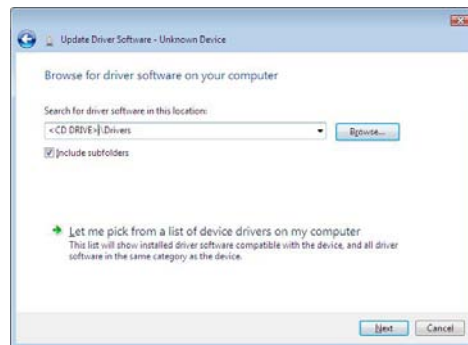 Update Driver Software - Unknown Device
Browse for driver software on your computer
Search for driver software in this location:
<CD DRIVE>\Drivers
Browse...
Include subfolders
Let me pick from a list of device drivers on my computer
This list will show installed driver software compatible with the device, and all driver
software in the same category as the device.
Next
Cancel